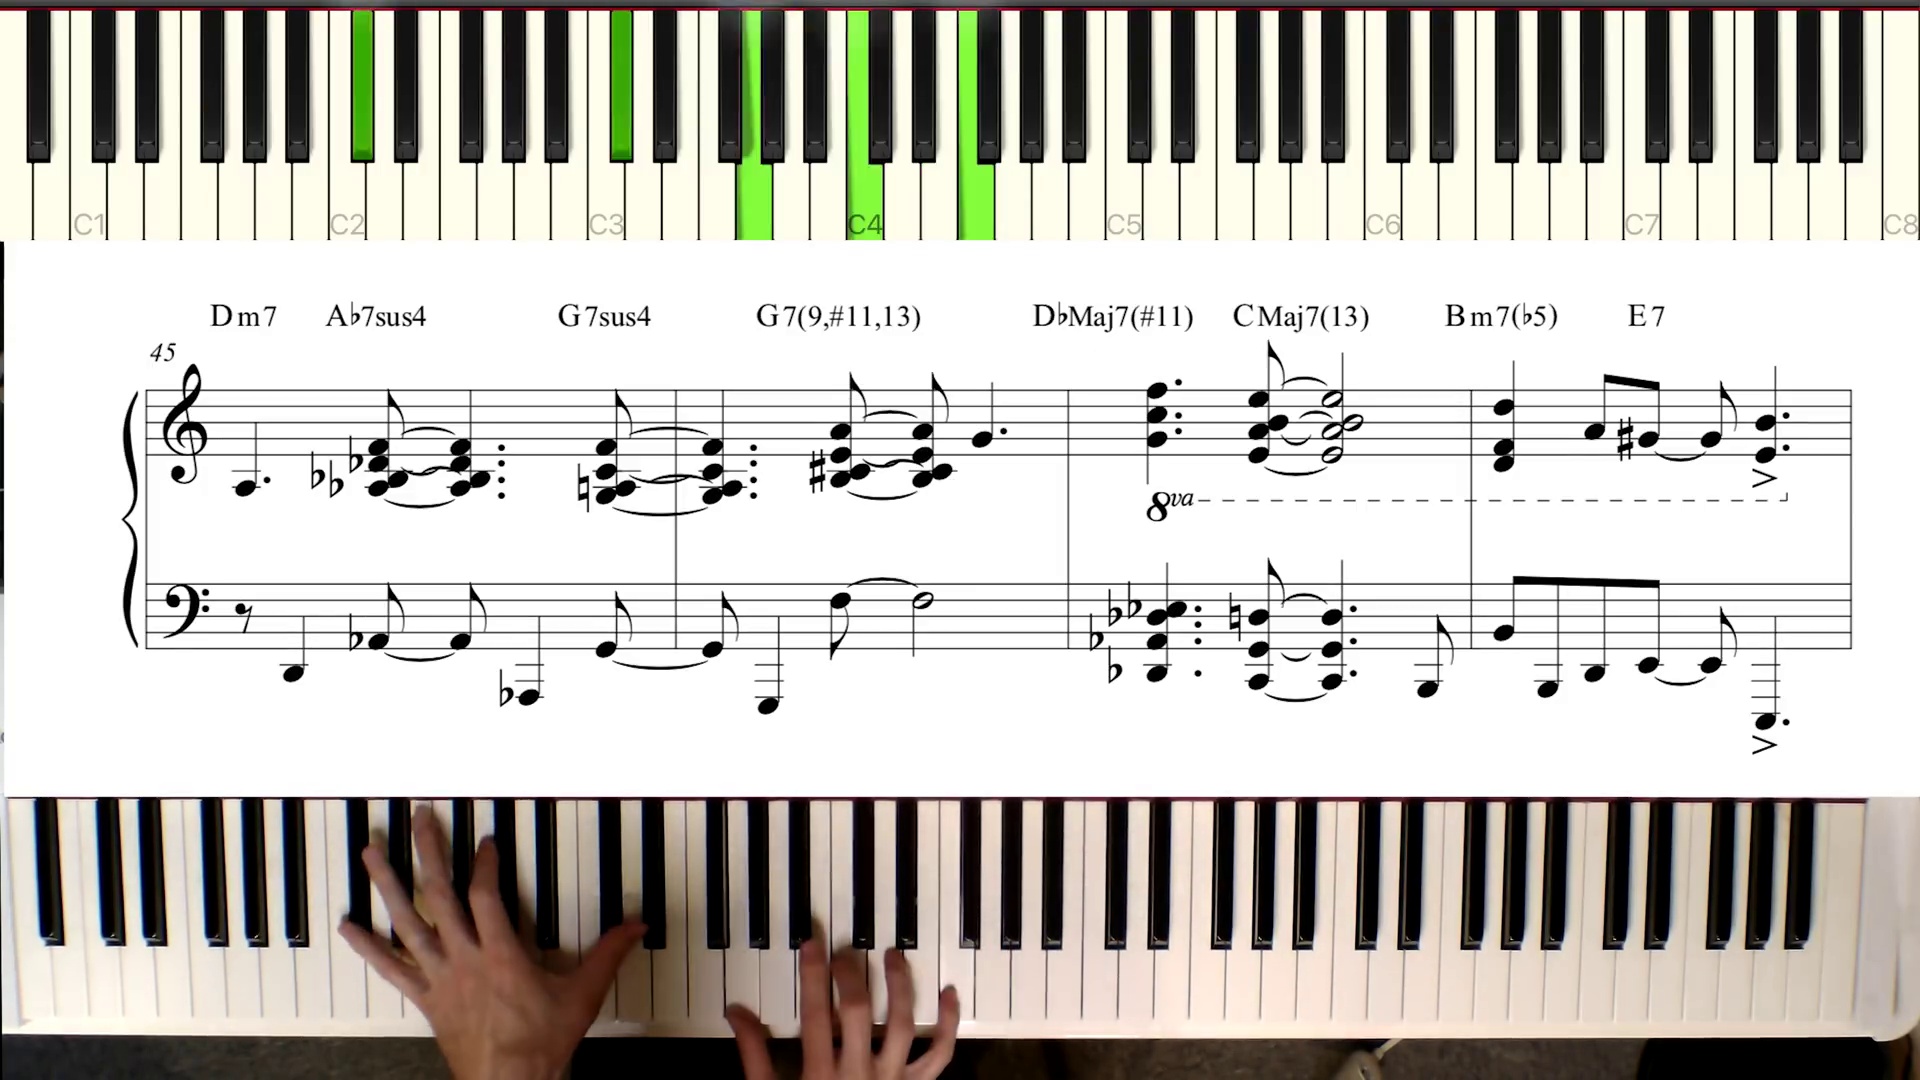 C1 C2 C3 C4 C5 C6 C7 C8
Dm7 A♭7sus4 G7sus4 G7(9,#11,13) D♭Maj7(#11) CMaj7(13) Bm7(♭5) E7
45
8va